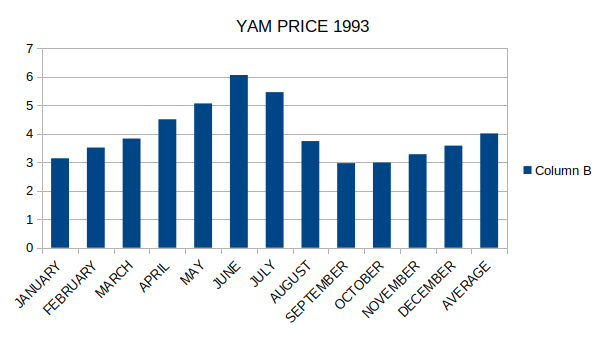 YAM PRICE 1993
7
6
5
4
3
2
1
0
Column B
JANUARY
FEBRUARY
MARCH
APRIL
MAY
JUNE
JULY
AUGUST
SEPTEMBER
OCTOBER
NOVEMBER
DECEMBER
AVERAGE